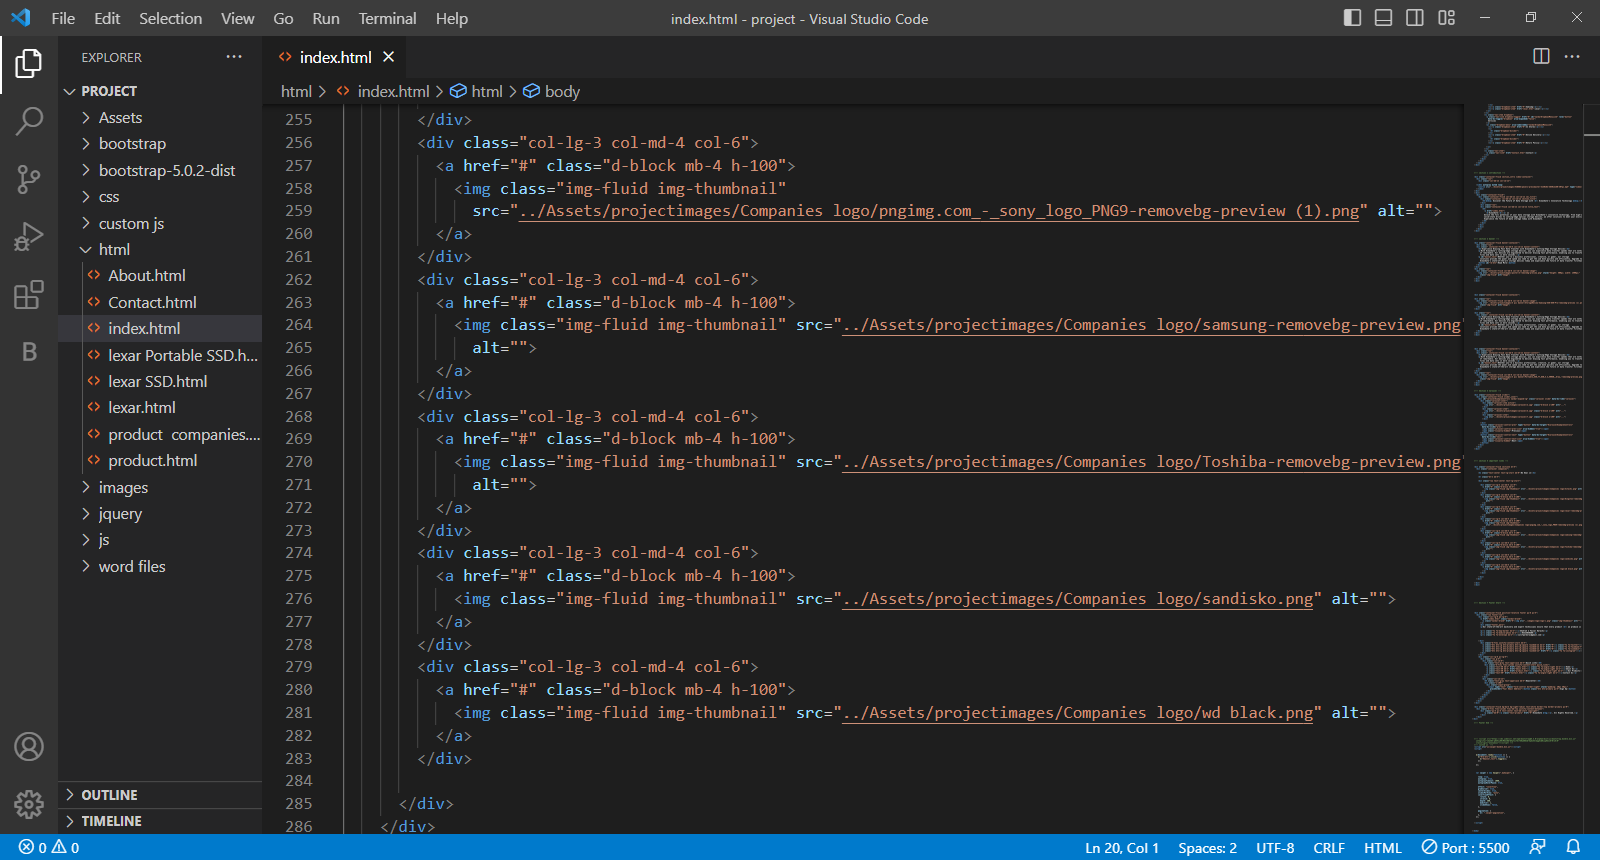 File Edit Selection View Go Run Terminal Help
index.html - project - Visual Studio Code
EXPLORER
PROJECT
Assets
bootstrap
bootstrap-5.0.2-dist
css
custom js
html
About.html
Contact.html
index.html
lexar Portable SSD.h...
lexar SSD.html
lexar.html
product companies....
product.html
images
jquery
js
word files
OUTLINE
TIMELINE
index.html
html > index.html > html > body
255 </div>
256 <div class="col-lg-3 col-md-4 col-6">
257 <a href="#" class="d-block mb-4 h-100">
258 <img class="img-fluid img-thumbnail"
259 src="../Assets/projectimages/Companies logo/pngimg.com_-_sony_logo_PNG9-removebg-preview (1).png" alt="">
260 </a>
261 </div>
262 <div class="col-lg-3 col-md-4 col-6">
263 <a href="#" class="d-block mb-4 h-100">
264 <img class="img-fluid img-thumbnail" src="../Assets/projectimages/Companies logo/samsung-removebg-preview.png"
265 alt="">
266 </a>
267 </div>
268 <div class="col-lg-3 col-md-4 col-6">
269 <a href="#" class="d-block mb-4 h-100">
270 <img class="img-fluid img-thumbnail" src="../Assets/projectimages/Companies logo/Toshiba-removebg-preview.png
271 alt="">
272 </a>
273 </div>
274 <div class="col-lg-3 col-md-4 col-6">
275 <a href="#" class="d-block mb-4 h-100">
276 <img class="img-fluid img-thumbnail" src="../Assets/projectimages/Companies logo/sandisko.png" alt="">
277 </a>
278 </div>
279 <div class="col-lg-3 col-md-4 col-6">
280 <a href="#" class="d-block mb-4 h-100">
281 <img class="img-fluid img-thumbnail" src="../Assets/projectimages/Companies logo/wd black.png" alt="">
282 </a>
283 </div>
284
285 </div>
286 </div>
0 0
Ln 20, Col 1 Spaces: 2 UTF-8 CRLF HTML Port : 5500